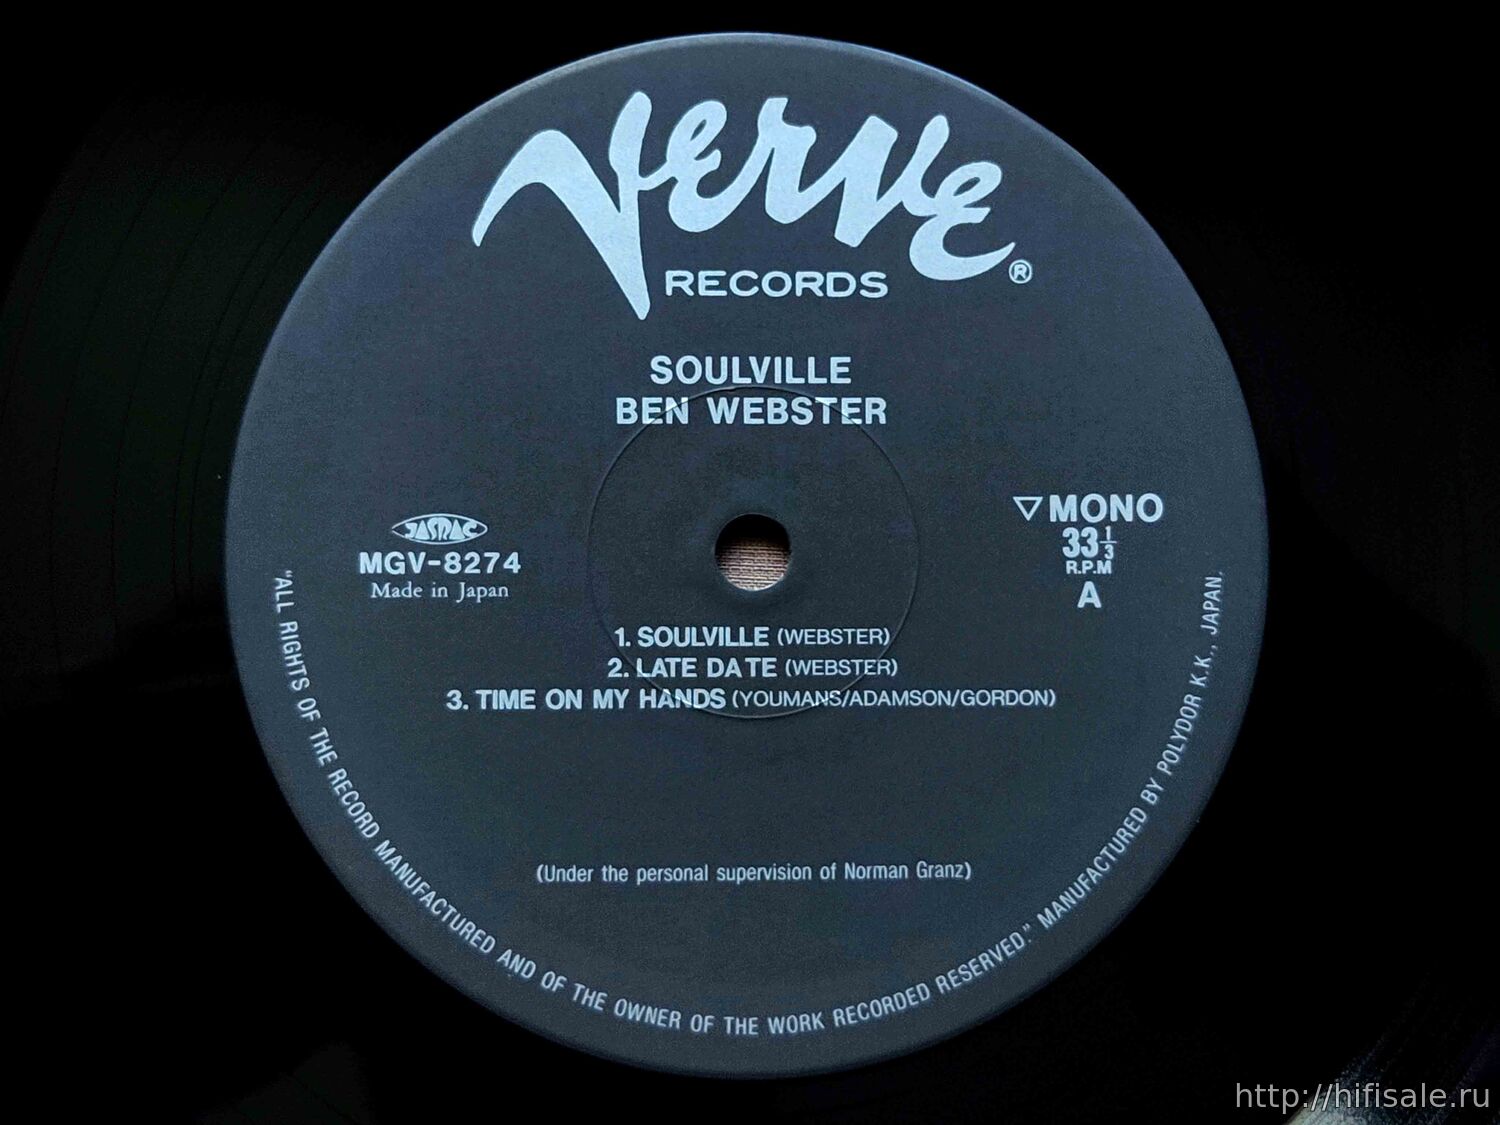 Verve
RECORDS ®
SOULVILLE
BEN WEBSTER
JASRAC
MGV-8274
Made in Japan
▽MONO
33 1/3
R.P.M
A
1. SOULVILLE (WEBSTER)
2. LATE DATE (WEBSTER)
3. TIME ON MY HANDS (YOUMANS/ADAMSON/GORDON)
(Under the personal supervision of Norman Granz)
"ALL RIGHTS OF THE RECORD MANUFACTURED AND OF THE OWNER OF THE WORK RECORDED RESERVED." MANUFACTURED BY POLYDOR K.K., JAPAN.
http://hifisale.ru